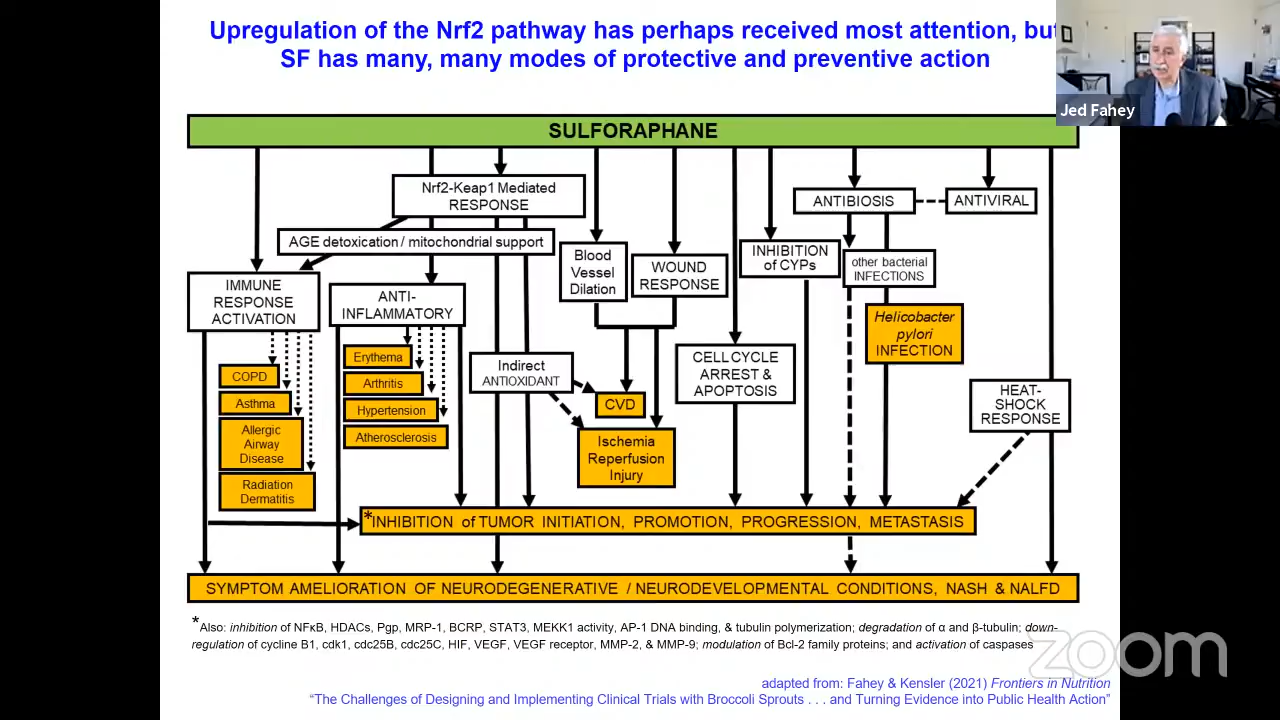 Upregulation of the Nrf2 pathway has perhaps received most attention, but
SF has many, many modes of protective and preventive action
Jed Fahey
SULFORAPHANE
Nrf2-Keap1 Mediated
RESPONSE
ANTIBIOSIS
ANTIVIRAL
AGE detoxication / mitochondrial support
Blood
Vessel
Dilation
WOUND
RESPONSE
INHIBITION
of CYPs
other bacterial
INFECTIONS
IMMUNE
RESPONSE
ACTIVATION
ANTI-
INFLAMMATORY
Helicobacter
pylori
INFECTION
Erythema
Arthritis
Hypertension
Atherosclerosis
Indirect
ANTIOXIDANT
CELL CYCLE
ARREST &
APOPTOSIS
COPD
Asthma
Allergic
Airway
Disease
Radiation
Dermatitis
CVD
Ischemia
Reperfusion
Injury
HEAT-
SHOCK
RESPONSE
*INHIBITION of TUMOR INITIATION, PROMOTION, PROGRESSION, METASTASIS
SYMPTOM AMELIORATION OF NEURODEGENERATIVE / NEURODEVELOPMENTAL CONDITIONS, NASH & NALFD
*Also: inhibition of NFκB, HDACs, Pgp, MRP-1, BCRP, STAT3, MEKK1 activity, AP-1 DNA binding, & tubulin polymerization; degradation of α and β-tubulin; down-
regulation of cycline B1, cdk1, cdc25B, cdc25C, HIF, VEGF, VEGF receptor, MMP-2, & MMP-9; modulation of Bcl-2 family proteins; and activation of caspases
zoom
adapted from: Fahey & Kensler (2021) Frontiers in Nutrition
“The Challenges of Designing and Implementing Clinical Trials with Broccoli Sprouts . . . and Turning Evidence into Public Health Action”